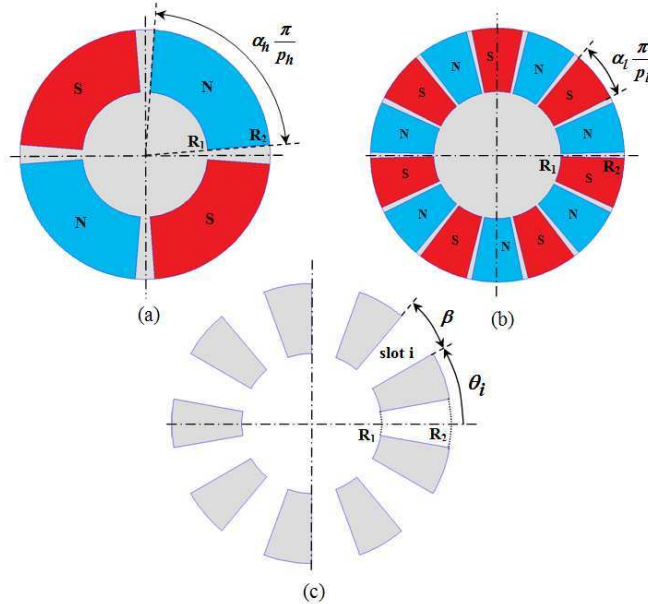 α_h π/p_h
S
N
R₁
R₂
N
S
(a)
α_l π/p_l
S
N
N
S
S
N
N
R₁
R₂
S
S
N
N
S
S
N
(b)
β
slot i
θ_i
R₁
R₂
(c)